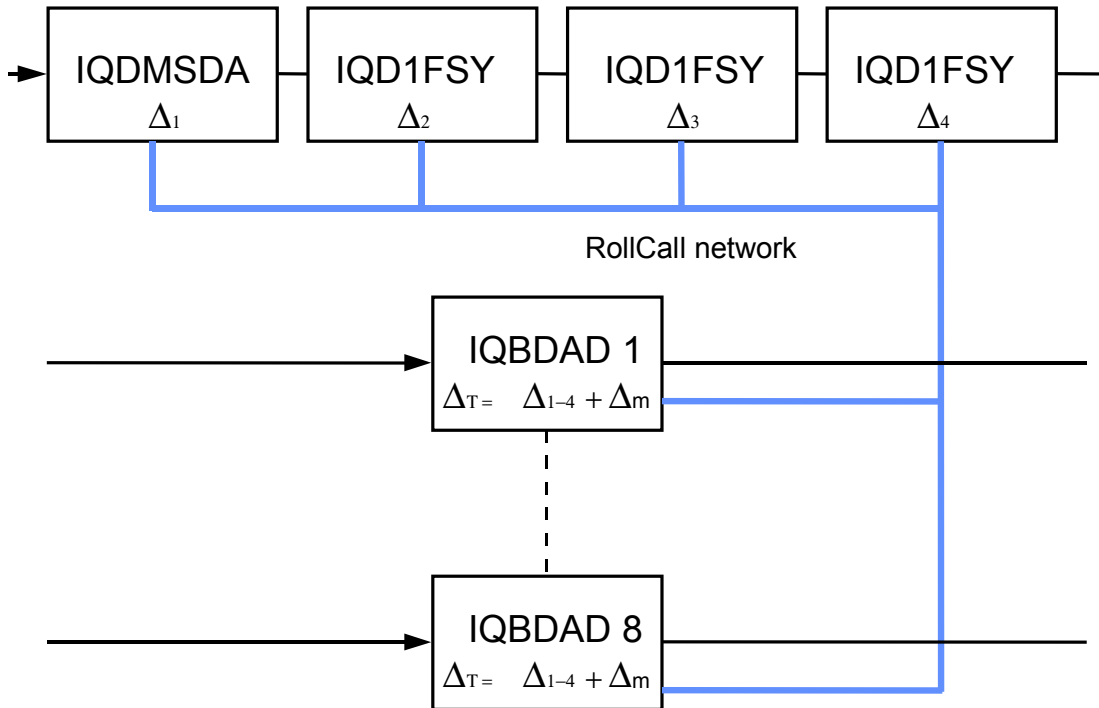 IQDMSDA
Δ1
IQD1FSY
Δ2
IQD1FSY
Δ3
IQD1FSY
Δ4
RollCall network
IQBDAD 1
ΔT = Δ1–4 + Δm
IQBDAD 8
ΔT = Δ1–4 + Δm